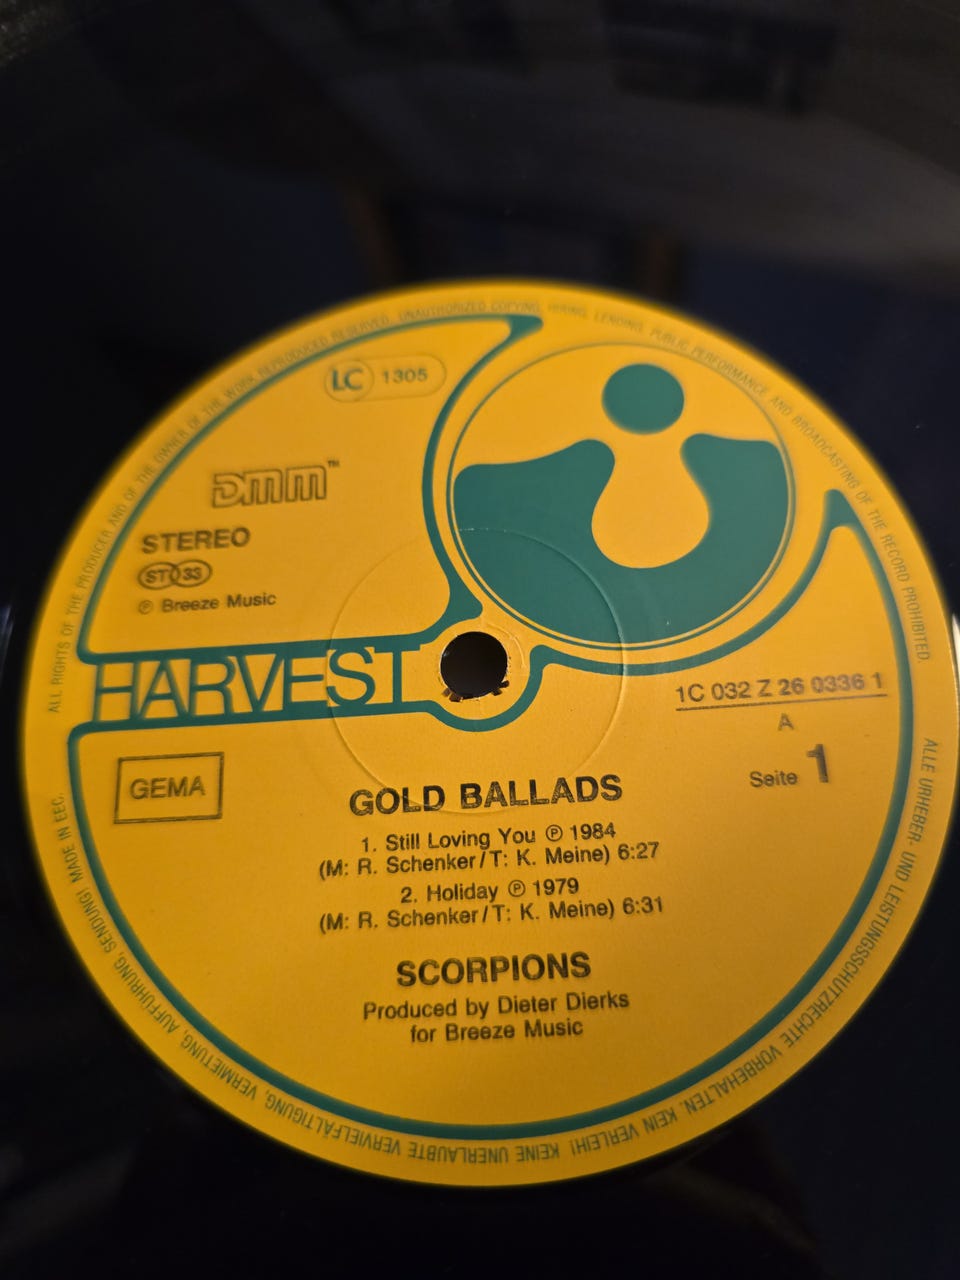 ALL RIGHTS OF THE PRODUCER AND OF THE OWNER OF THE WORK REPRODUCED RESERVED. UNAUTHORIZED COPYING, HIRING, LENDING, PUBLIC PERFORMANCE AND BROADCASTING OF THE RECORD PROHIBITED.
LC 1305
DMM™
STEREO
ST 33
℗ Breeze Music
HARVEST
1C 032 Z 26 0336 1
A
Seite 1
GEMA
GOLD BALLADS
1. Still Loving You ℗ 1984
(M: R. Schenker/T: K. Meine) 6:27
2. Holiday ℗ 1979
(M: R. Schenker/T: K. Meine) 6:31
SCORPIONS
Produced by Dieter Dierks
for Breeze Music
ALLE URHEBER- UND LEISTUNGSSCHUTZRECHTE VORBEHALTEN. KEIN VERLEIH! KEINE UNERLAUBTE VERVIELFÄLTIGUNG, VERMIETUNG, AUFFÜHRUNG, SENDUNG! MADE IN EEC.